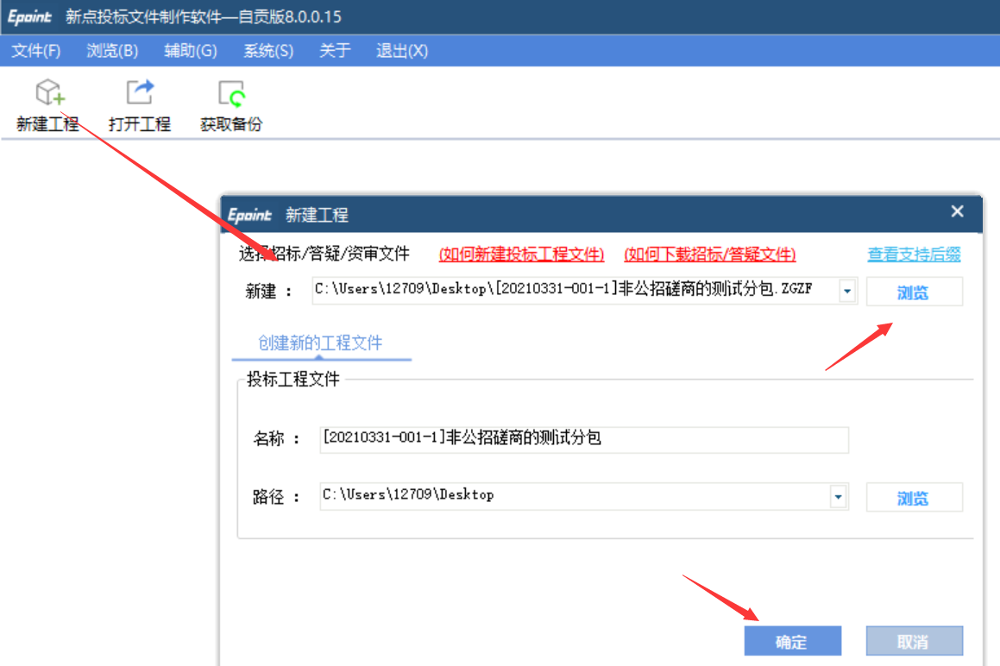 Epoint 新点投标文件制作软件—自贡版8.0.0.15
文件(F) 浏览(B) 辅助(G) 系统(S) 关于 退出(X)
新建工程 打开工程 获取备份
Epoint 新建工程
选择招标/答疑/资审文件 (如何新建投标工程文件) (如何下载招标/答疑文件) 查看支持后缀
新建 : C:\Users\12709\Desktop\[20210331-001-1]非公招磋商的测试分包.ZGZF 浏览
创建新的工程文件
投标工程文件
名称 : [20210331-001-1]非公招磋商的测试分包
路径 : C:\Users\12709\Desktop 浏览
确定 取消